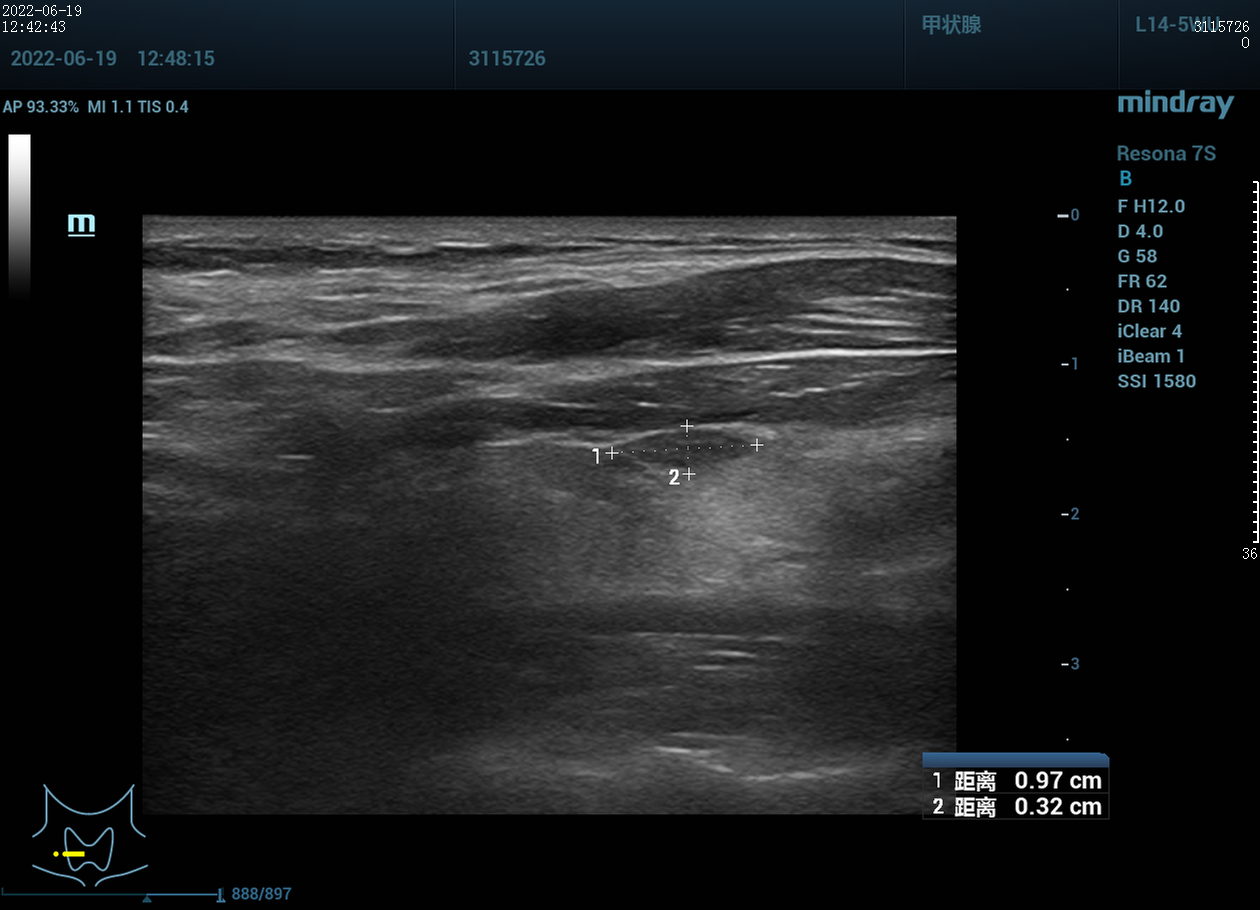 2022-06-19
12:42:43
甲状腺
L14-5WU
3115726
0
2022-06-19 12:48:15
3115726
AP 93.33% MI 1.1 TIS 0.4
mindray
Resona 7S
B
F H12.0
D 4.0
G 58
FR 62
DR 140
iClear 4
iBeam 1
SSI 1580
m
0
1
2
3
1
2
36
1 距离 0.97 cm
2 距离 0.32 cm
888/897